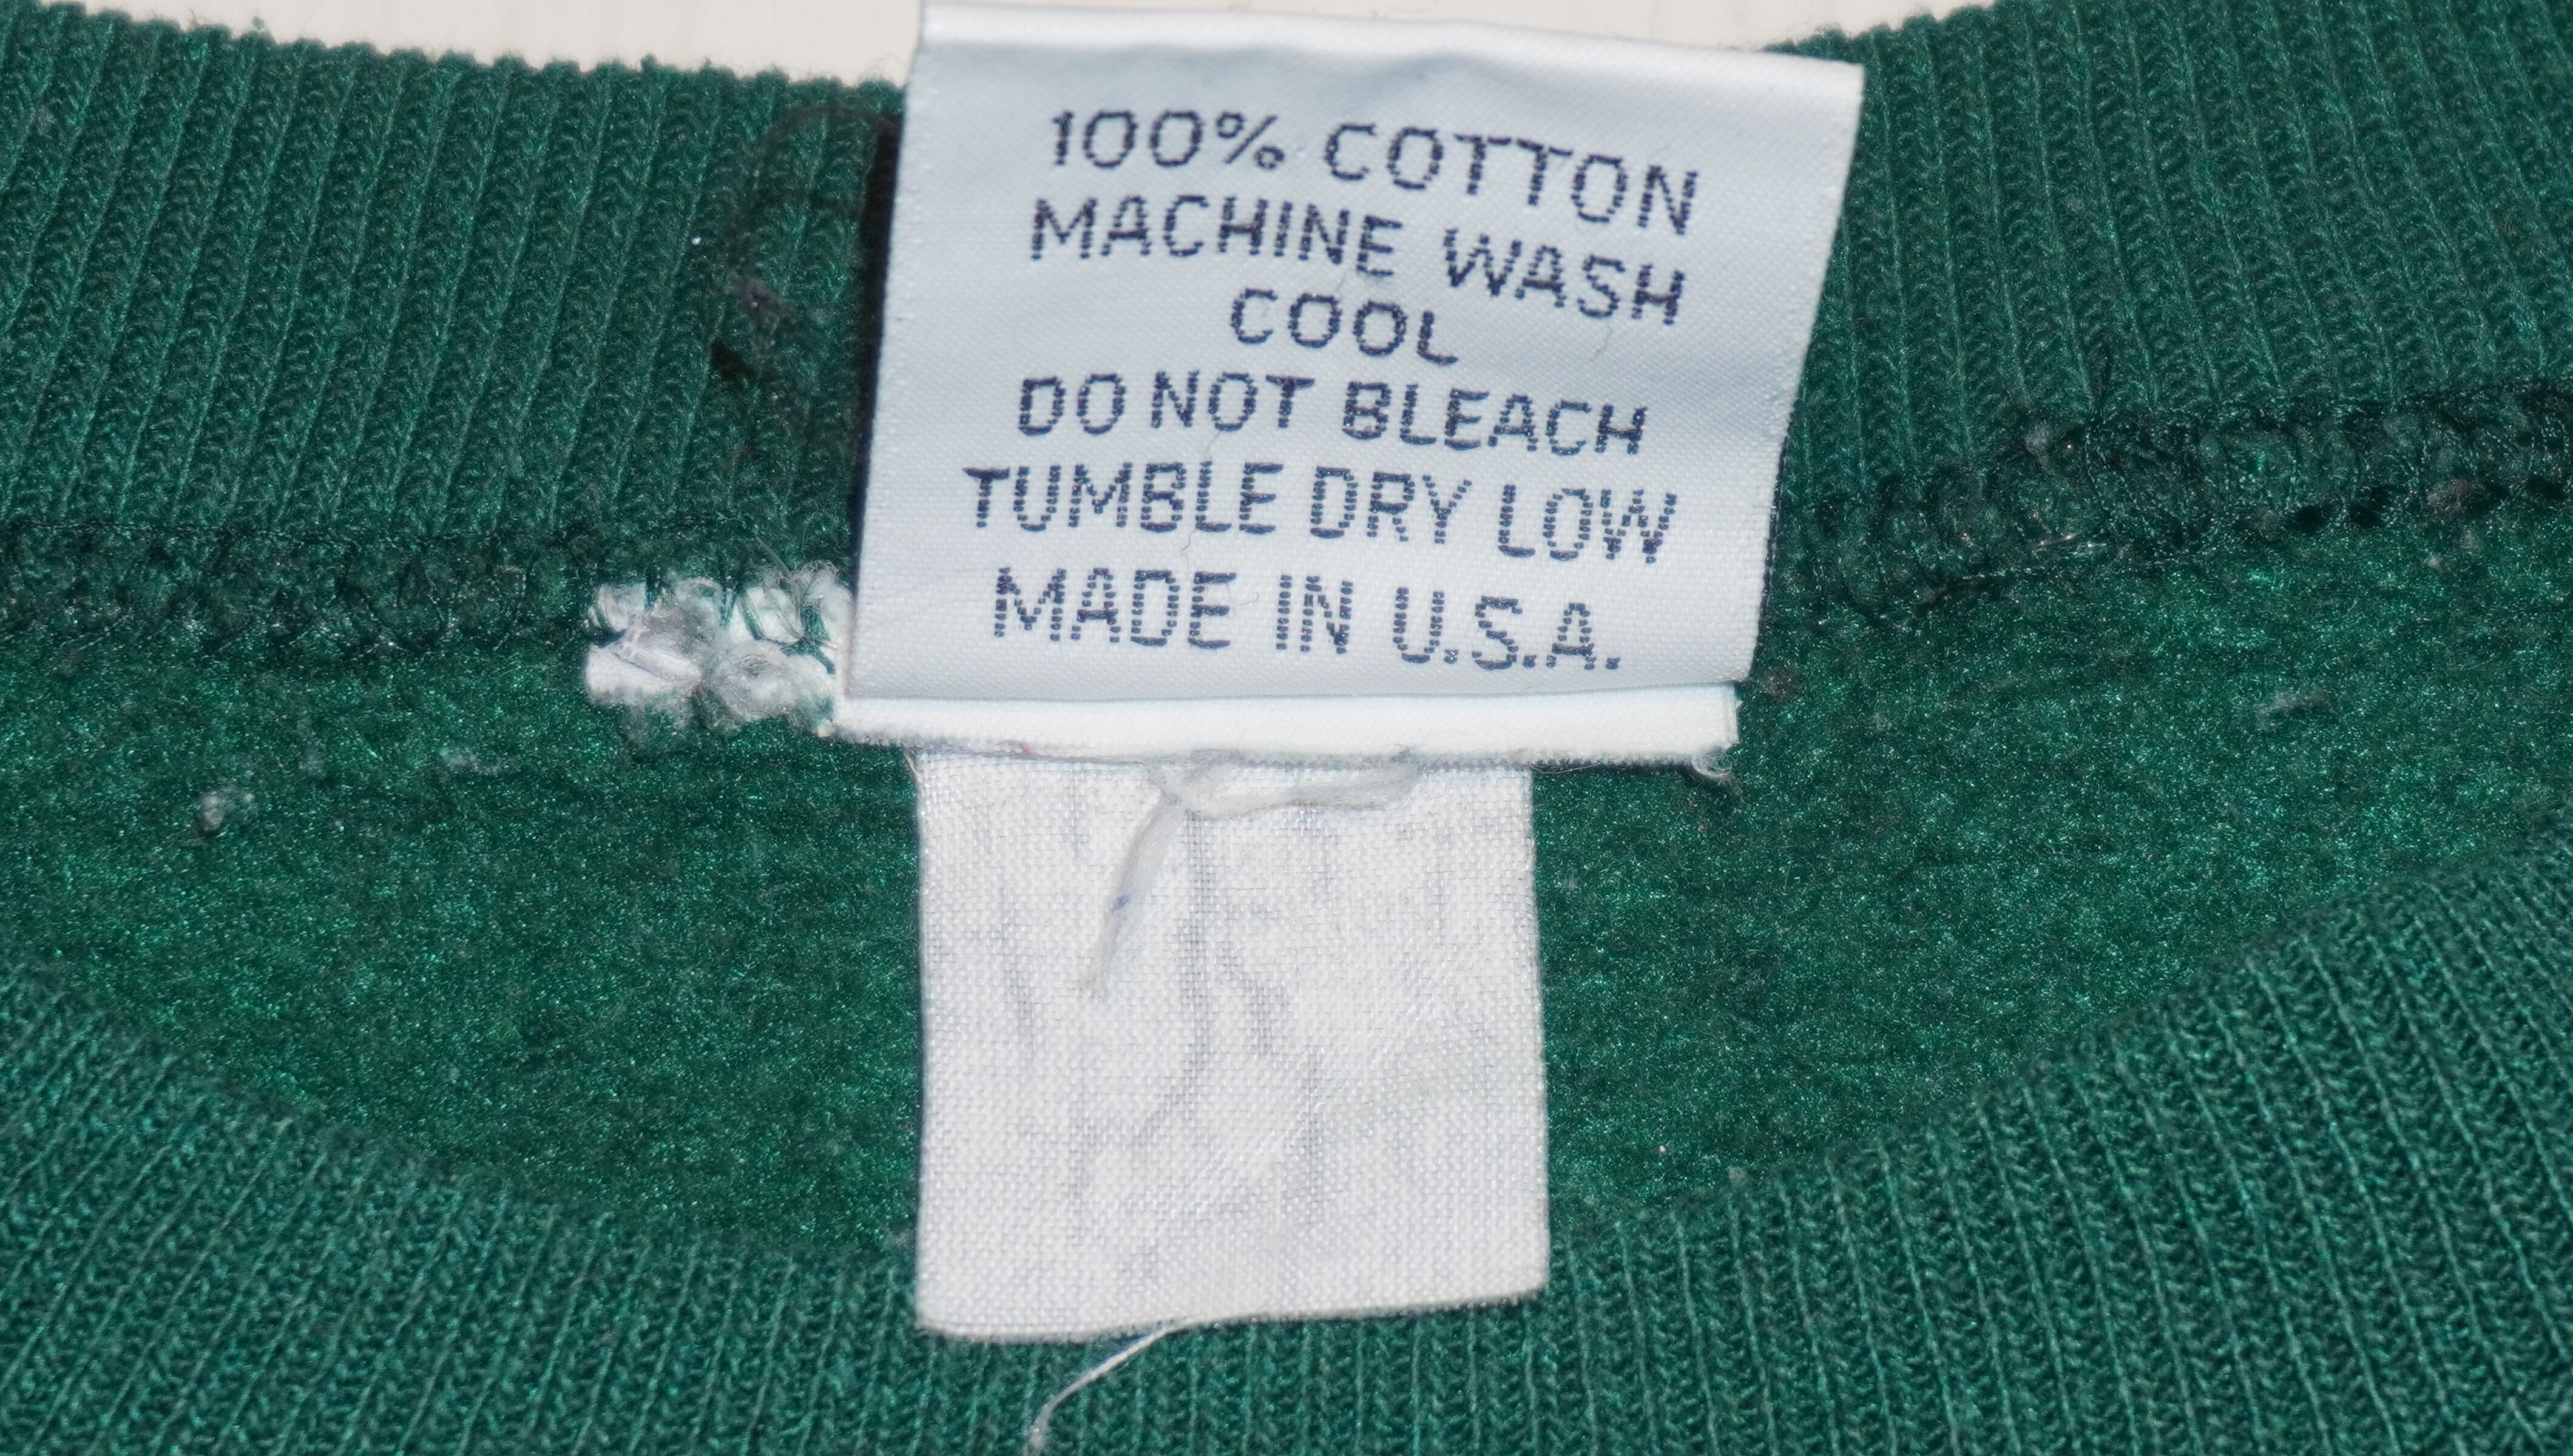 100% COTTON
MACHINE WASH
COOL
DO NOT BLEACH
TUMBLE DRY LOW
MADE IN U.S.A.